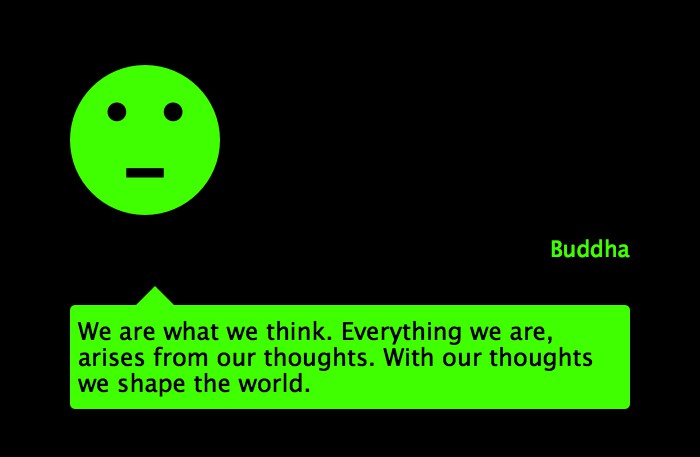 Buddha
We are what we think. Everything we are,
arises from our thoughts. With our thoughts
we shape the world.